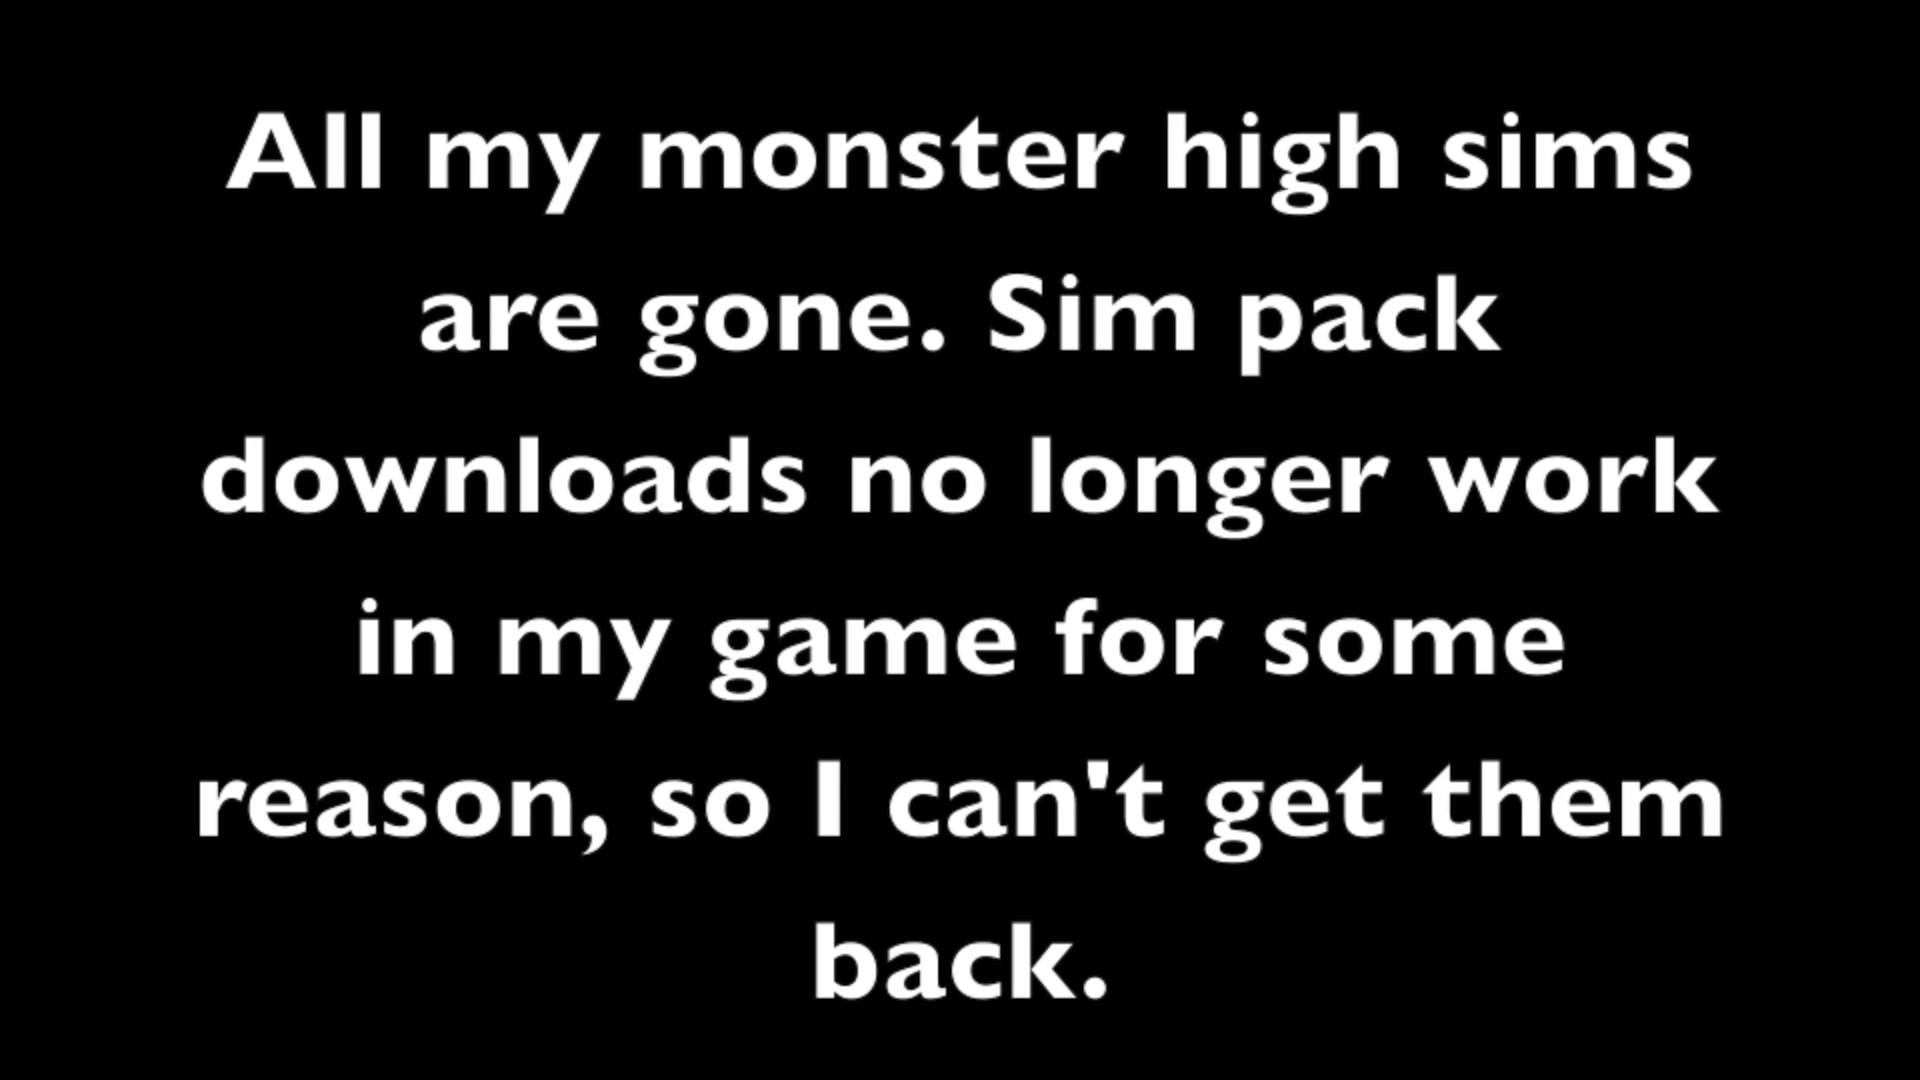 All my monster high sims
are gone. Sim pack
downloads no longer work
in my game for some
reason, so I can't get them
back.